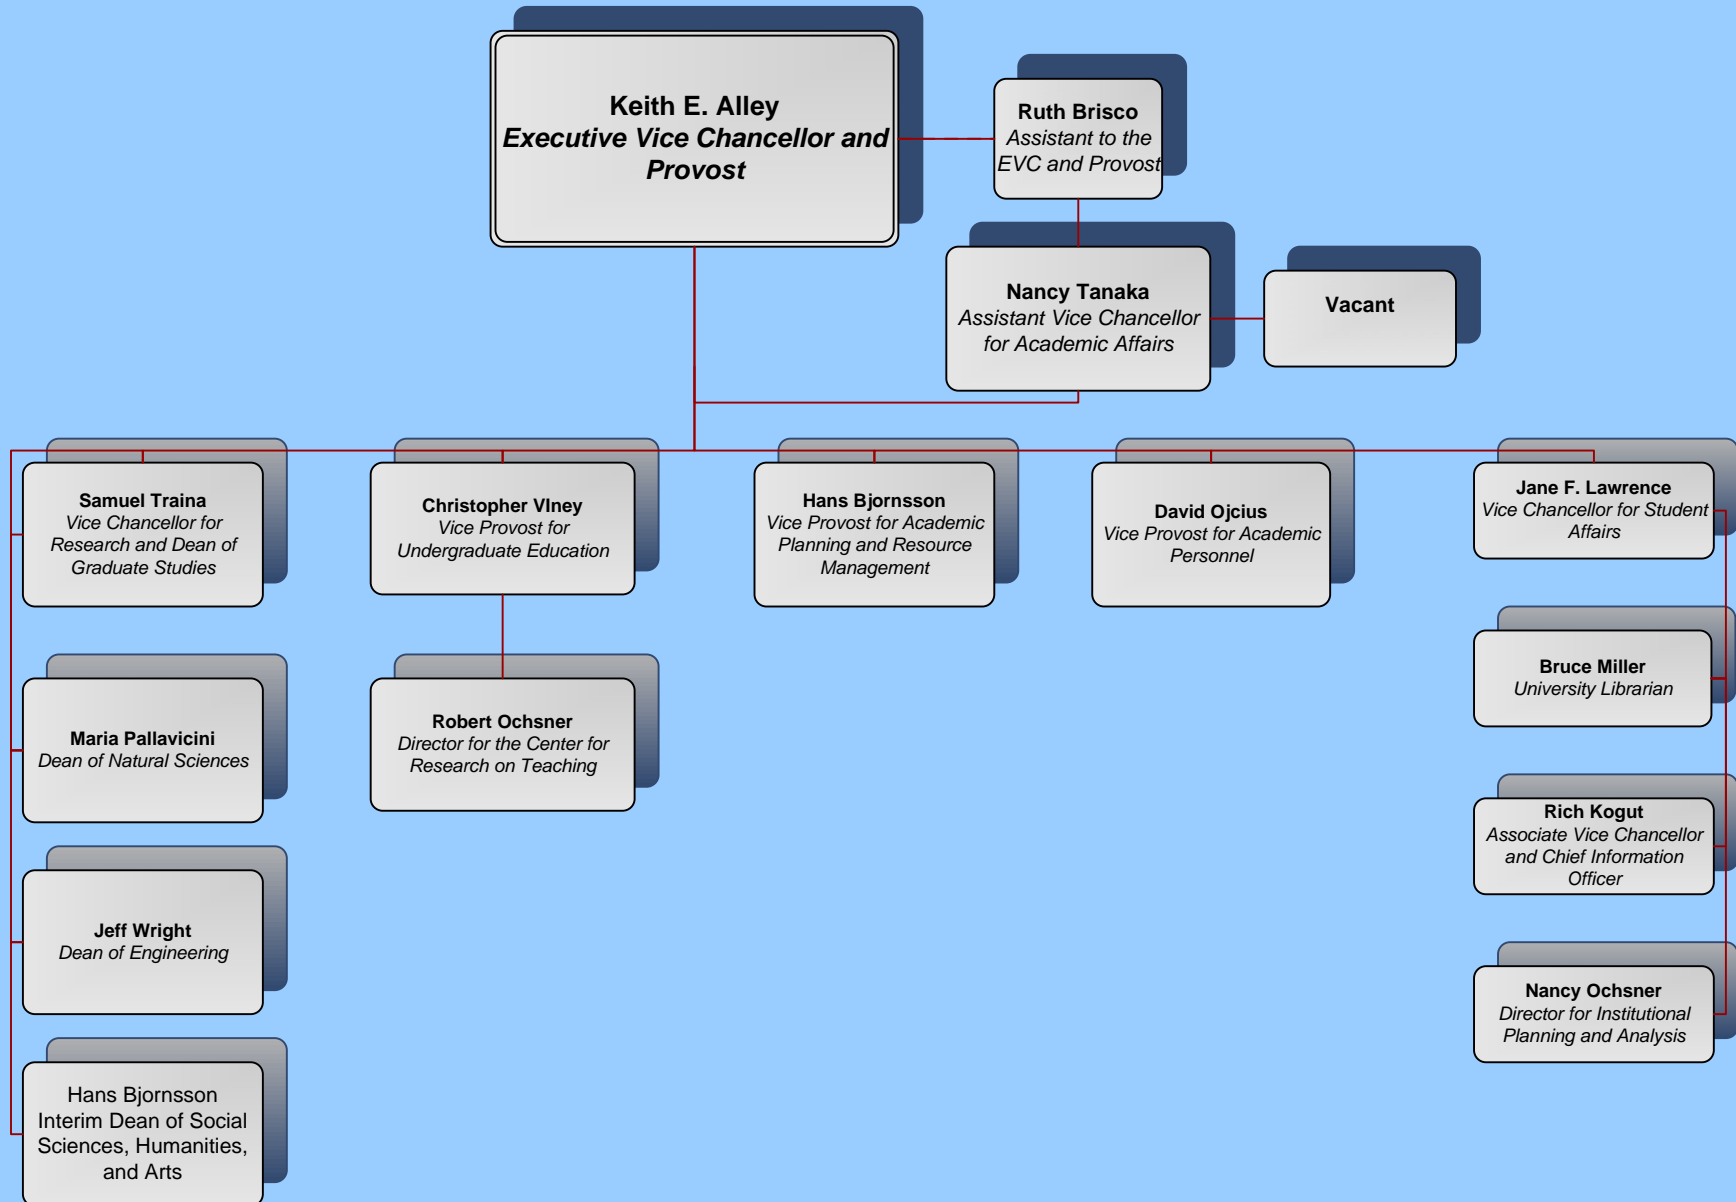 Keith E. Alley
Executive Vice Chancellor and
Provost
Ruth Brisco
Assistant to the
EVC and Provost
Nancy Tanaka
Assistant Vice Chancellor
for Academic Affairs
Vacant
Samuel Traina
Vice Chancellor for
Research and Dean of
Graduate Studies
Christopher VIney
Vice Provost for
Undergraduate Education
Hans Bjornsson
Vice Provost for Academic
Planning and Resource
Management
David Ojcius
Vice Provost for Academic
Personnel
Jane F. Lawrence
Vice Chancellor for Student
Affairs
Maria Pallavicini
Dean of Natural Sciences
Robert Ochsner
Director for the Center for
Research on Teaching
Bruce Miller
University Librarian
Jeff Wright
Dean of Engineering
Rich Kogut
Associate Vice Chancellor
and Chief Information
Officer
Hans Bjornsson
Interim Dean of Social
Sciences, Humanities,
and Arts
Nancy Ochsner
Director for Institutional
Planning and Analysis